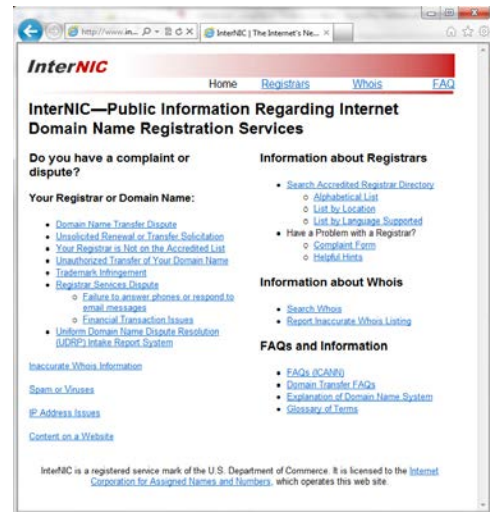 http://www.in...
InterNIC | The Internet's Ne...
InterNIC
Home Registrars Whois FAQ
InterNIC—Public Information Regarding Internet
Domain Name Registration Services
Do you have a complaint or
dispute?
Your Registrar or Domain Name:
Domain Name Transfer Dispute
Unsolicited Renewal or Transfer Solicitation
Your Registrar is Not on the Accredited List
Unauthorized Transfer of Your Domain Name
Trademark Infringement
Registrar Services Dispute
Failure to answer phones or respond to
email messages
Financial Transaction Issues
Uniform Domain Name Dispute Resolution
(UDRP) Intake Report System
Inaccurate Whois Information
Spam or Viruses
IP Address Issues
Content on a Website
Information about Registrars
Search Accredited Registrar Directory
Alphabetical List
List by Location
List by Language Supported
Have a Problem with a Registrar?
Complaint Form
Helpful Hints
Information about Whois
Search Whois
Report Inaccurate Whois Listing
FAQs and Information
FAQs (ICANN)
Domain Transfer FAQs
Explanation of Domain Name System
Glossary of Terms
InterNIC is a registered service mark of the U.S. Department of Commerce. It is licensed to the Internet
Corporation for Assigned Names and Numbers, which operates this web site.